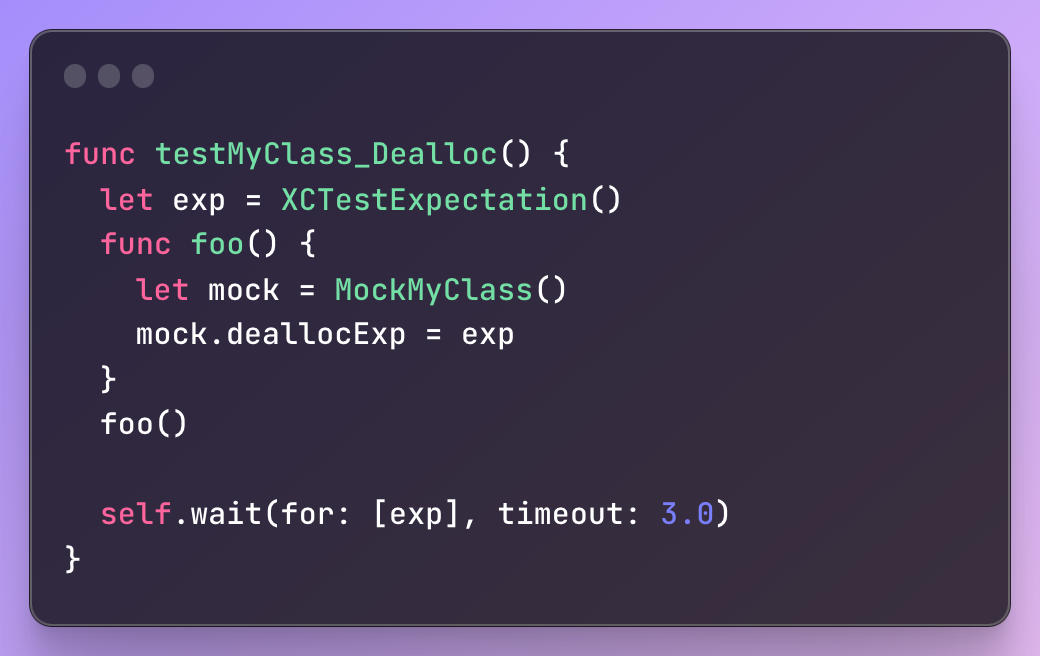 func testMyClass_Dealloc() {
  let exp = XCTestExpectation()
  func foo() {
    let mock = MockMyClass()
    mock.deallocExp = exp
  }
  foo()

  self.wait(for: [exp], timeout: 3.0)
}